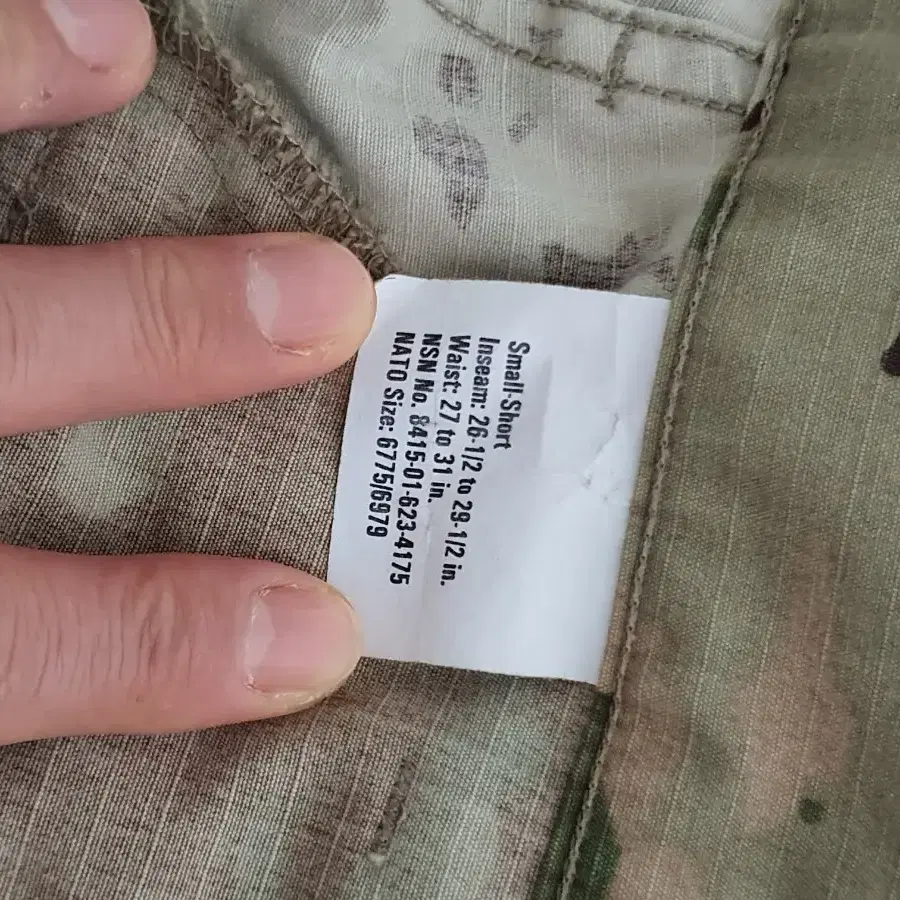 Small-Short
Inseam: 26-1/2 to 29-1/2 in.
Waist: 27 to 31 in.
NSN No. 8415-01-623-4175
NATO Size: 6775/6979